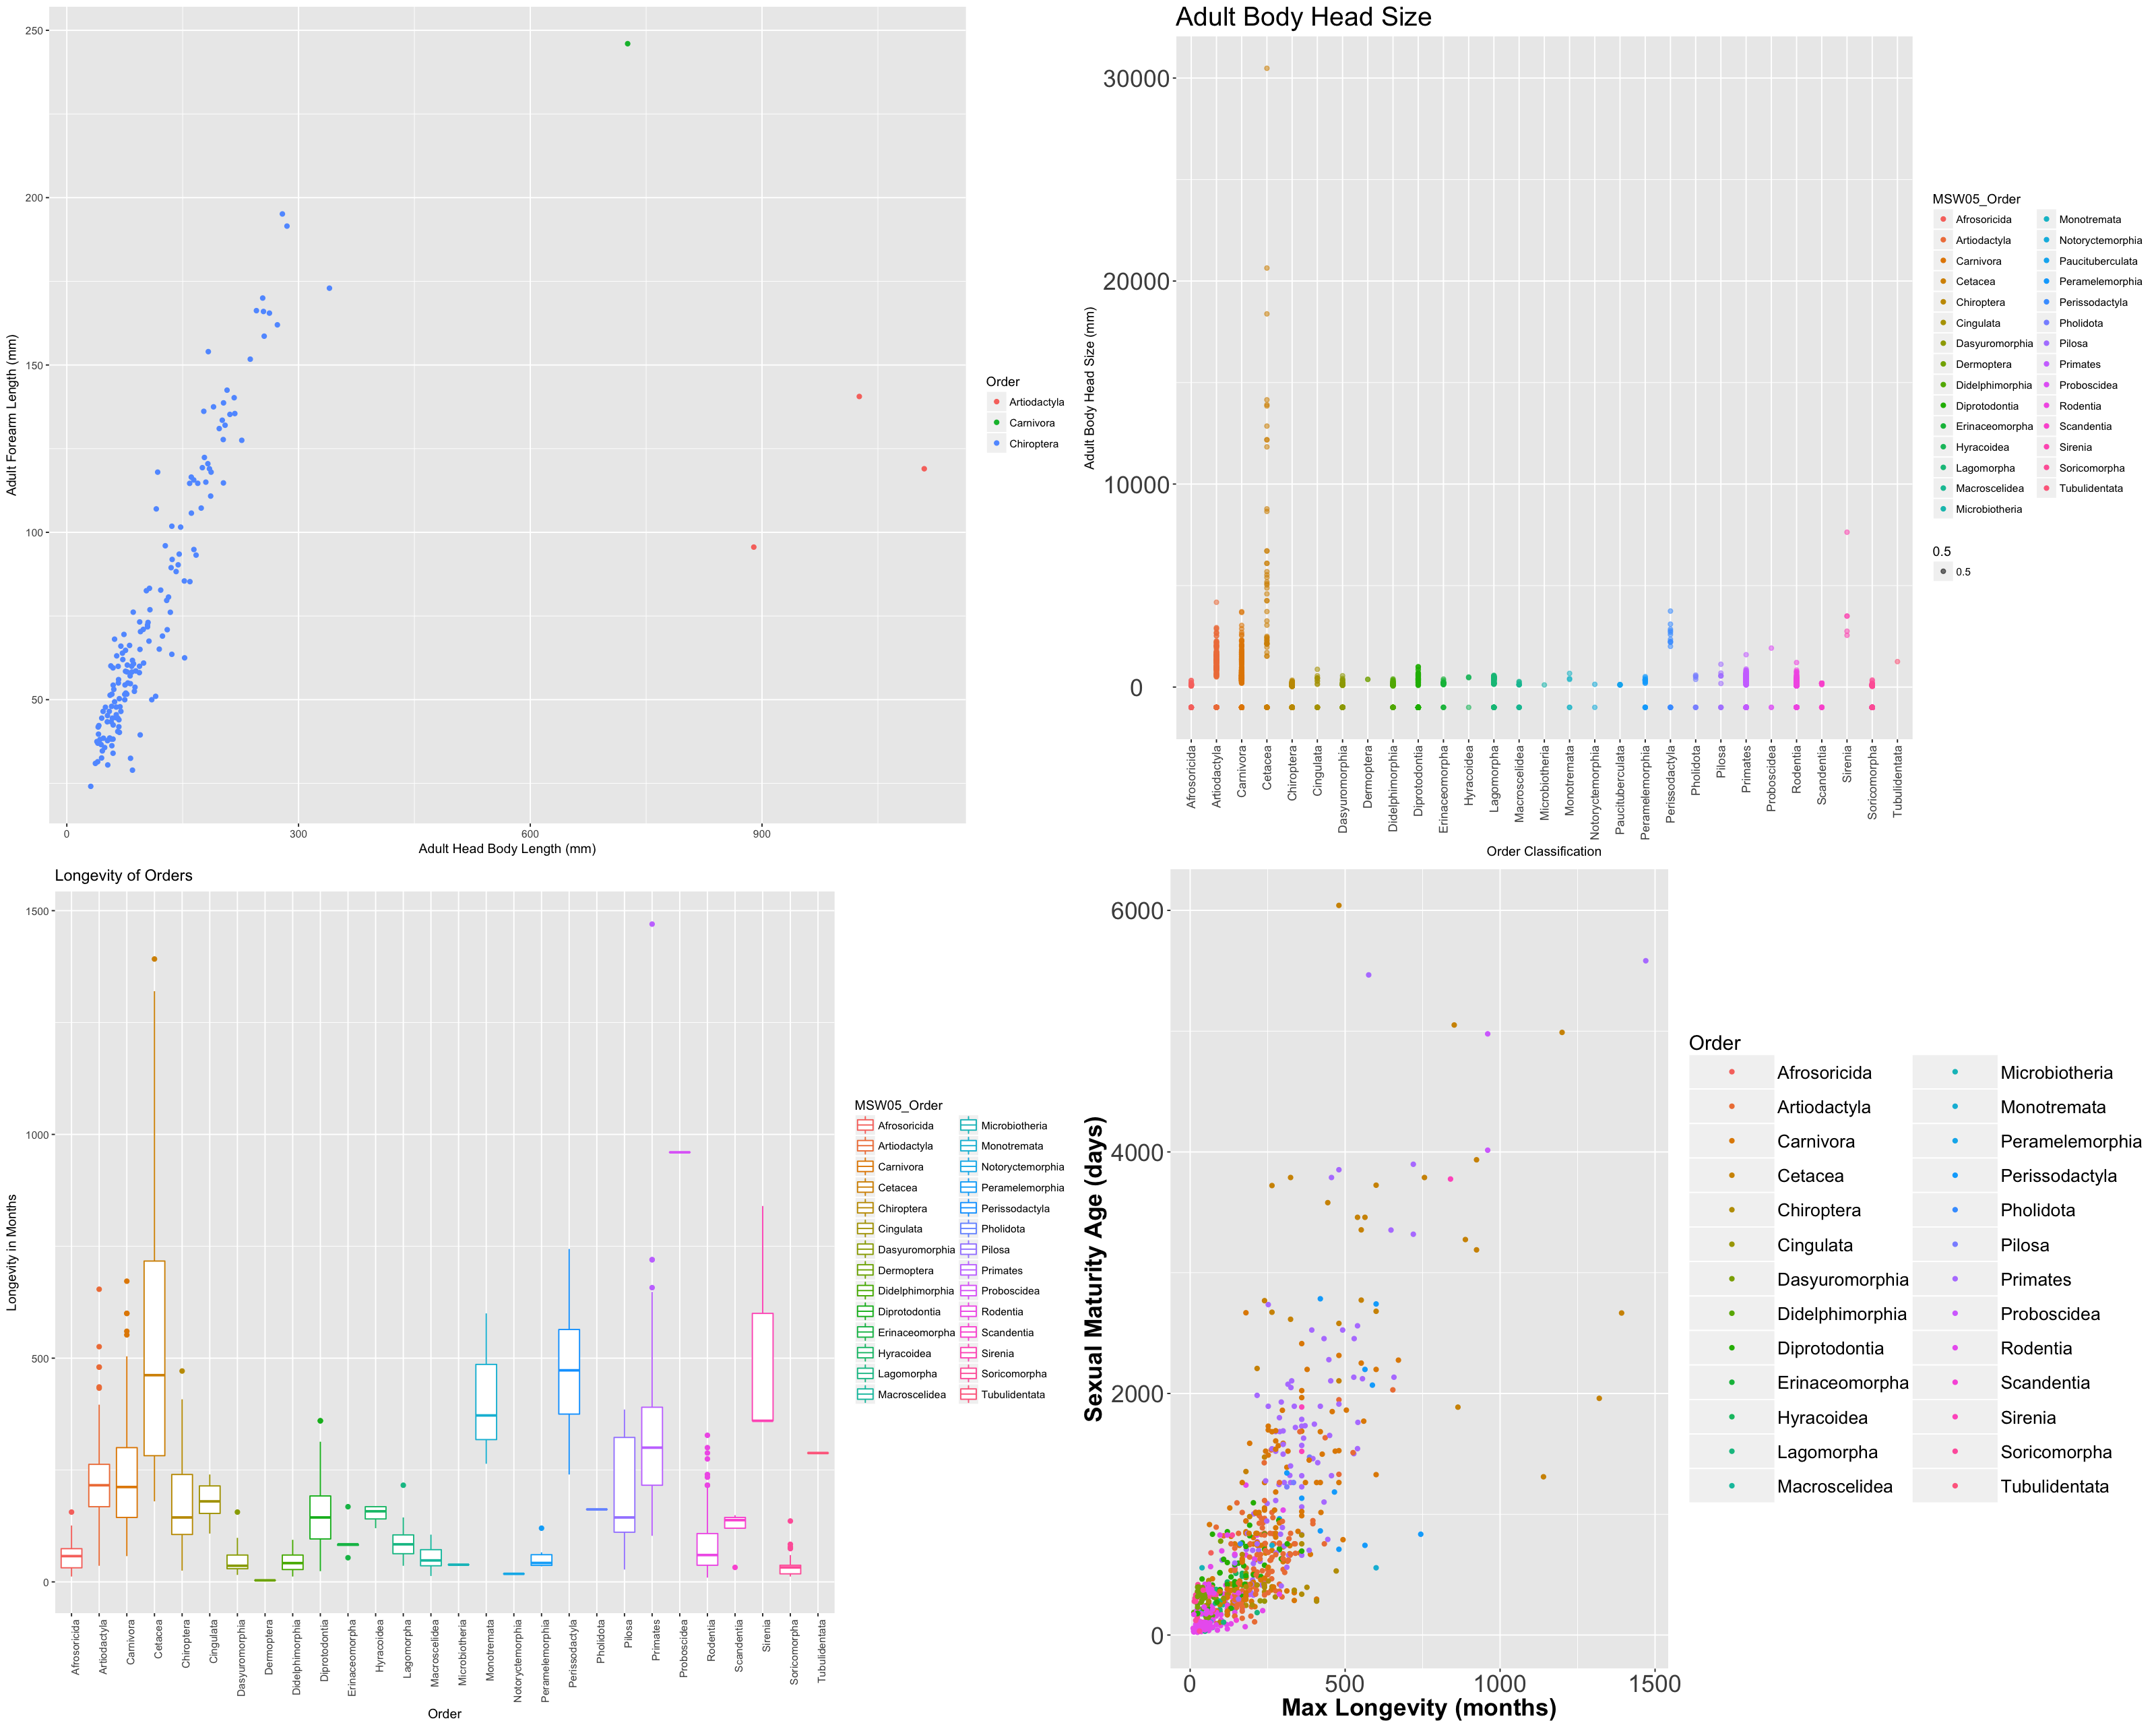 250
200
150
100
50
0
300
600
900
Adult Forearm Length (mm)
Adult Head Body Length (mm)
Order
Artiodactyla
Carnivora
Chiroptera
Adult Body Head Size
30000
20000
10000
0
Adult Body Head Size (mm)
Afrosoricida
Artiodactyla
Carnivora
Cetacea
Chiroptera
Cingulata
Dasyuromorphia
Dermoptera
Didelphimorphia
Diprotodontia
Erinaceomorpha
Hyracoidea
Lagomorpha
Macroscelidea
Microbiotheria
Monotremata
Notoryctemorphia
Paucituberculata
Peramelemorphia
Perissodactyla
Pholidota
Pilosa
Primates
Proboscidea
Rodentia
Scandentia
Sirenia
Soricomorpha
Tubulidentata
Order Classification
MSW05_Order
Afrosoricida
Artiodactyla
Carnivora
Cetacea
Chiroptera
Cingulata
Dasyuromorphia
Dermoptera
Didelphimorphia
Diprotodontia
Erinaceomorpha
Hyracoidea
Lagomorpha
Macroscelidea
Microbiotheria
Monotremata
Notoryctemorphia
Paucituberculata
Peramelemorphia
Perissodactyla
Pholidota
Pilosa
Primates
Proboscidea
Rodentia
Scandentia
Sirenia
Soricomorpha
Tubulidentata
0.5
0.5
Longevity of Orders
1500
1000
500
0
Longevity in Months
Afrosoricida
Artiodactyla
Carnivora
Cetacea
Chiroptera
Cingulata
Dasyuromorphia
Dermoptera
Didelphimorphia
Diprotodontia
Erinaceomorpha
Hyracoidea
Lagomorpha
Macroscelidea
Microbiotheria
Monotremata
Notoryctemorphia
Peramelemorphia
Perissodactyla
Pholidota
Pilosa
Primates
Proboscidea
Rodentia
Scandentia
Sirenia
Soricomorpha
Tubulidentata
Order
MSW05_Order
Afrosoricida
Artiodactyla
Carnivora
Cetacea
Chiroptera
Cingulata
Dasyuromorphia
Dermoptera
Didelphimorphia
Diprotodontia
Erinaceomorpha
Hyracoidea
Lagomorpha
Macroscelidea
Microbiotheria
Monotremata
Notoryctemorphia
Peramelemorphia
Perissodactyla
Pholidota
Pilosa
Primates
Proboscidea
Rodentia
Scandentia
Sirenia
Soricomorpha
Tubulidentata
6000
4000
2000
0
0
500
1000
1500
Sexual Maturity Age (days)
Max Longevity (months)
Order
Afrosoricida
Artiodactyla
Carnivora
Cetacea
Chiroptera
Cingulata
Dasyuromorphia
Didelphimorphia
Diprotodontia
Erinaceomorpha
Hyracoidea
Lagomorpha
Macroscelidea
Microbiotheria
Monotremata
Peramelemorphia
Perissodactyla
Pholidota
Pilosa
Primates
Proboscidea
Rodentia
Scandentia
Sirenia
Soricomorpha
Tubulidentata